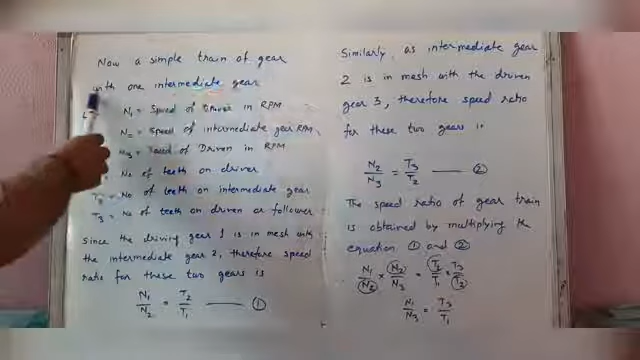 Now a simple train of gear
with one intermediate gear
N₁ = Speed of Driver in RPM
N₂ = Speed of intermediate gear RPM
N₃ = Speed of Driven in RPM
= No of teeth on driver
T₂ = No of teeth on intermediate gear
T₃ = No of teeth on driven or follower
Since the driving gear 1 is in mesh with
the intermediate gear 2, therefore speed
ratio for these two gears is
N₁/N₂ = T₂/T₁ —— ①
Similarly, as intermediate gear
2 is in mesh with the driven
gear 3, therefore speed ratio
for these two gears is
N₂/N₃ = T₃/T₂ —— ②
The speed ratio of gear train
is obtained by multiplying the
equation ① and ②
N₁/N₂ × N₂/N₃ = T₂/T₁ × T₃/T₂
N₁/N₃ = T₃/T₁